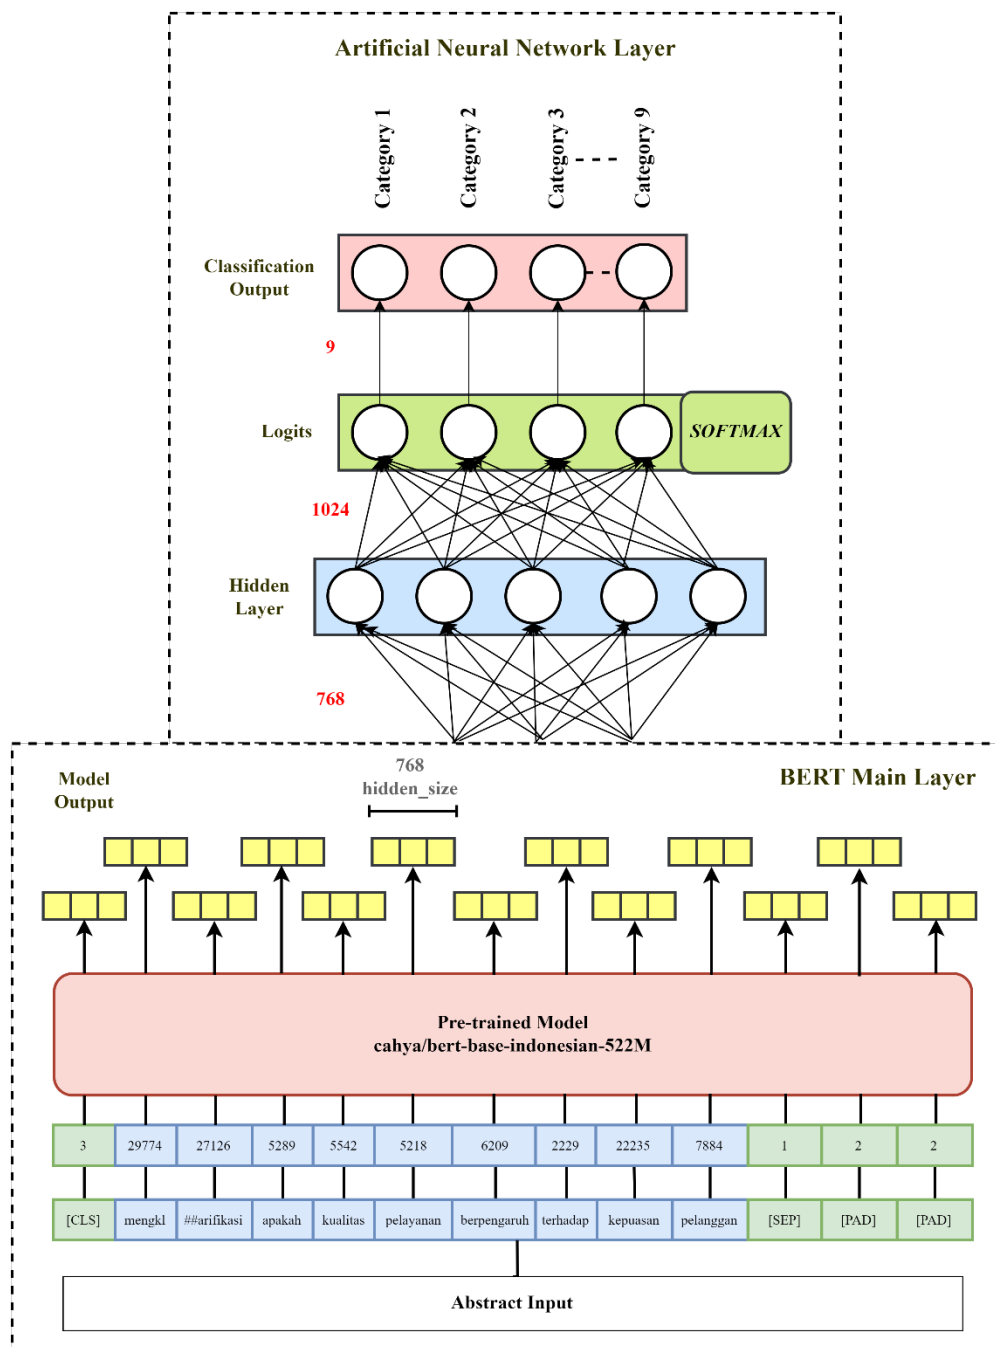 Artificial Neural Network Layer
Category 1
Category 2
Category 3
Category 9
Classification
Output
9
Logits
SOFTMAX
1024
Hidden
Layer
768
Model
Output
768
hidden_size
BERT Main Layer
Pre-trained Model
cahya/bert-base-indonesian-522M
3 29774 27126 5289 5542 5218 6209 2229 22235 7884 1 2 2
[CLS] mengkl ##arifikasi apakah kualitas pelayanan berpengaruh terhadap kepuasan pelanggan [SEP] [PAD] [PAD]
Abstract Input